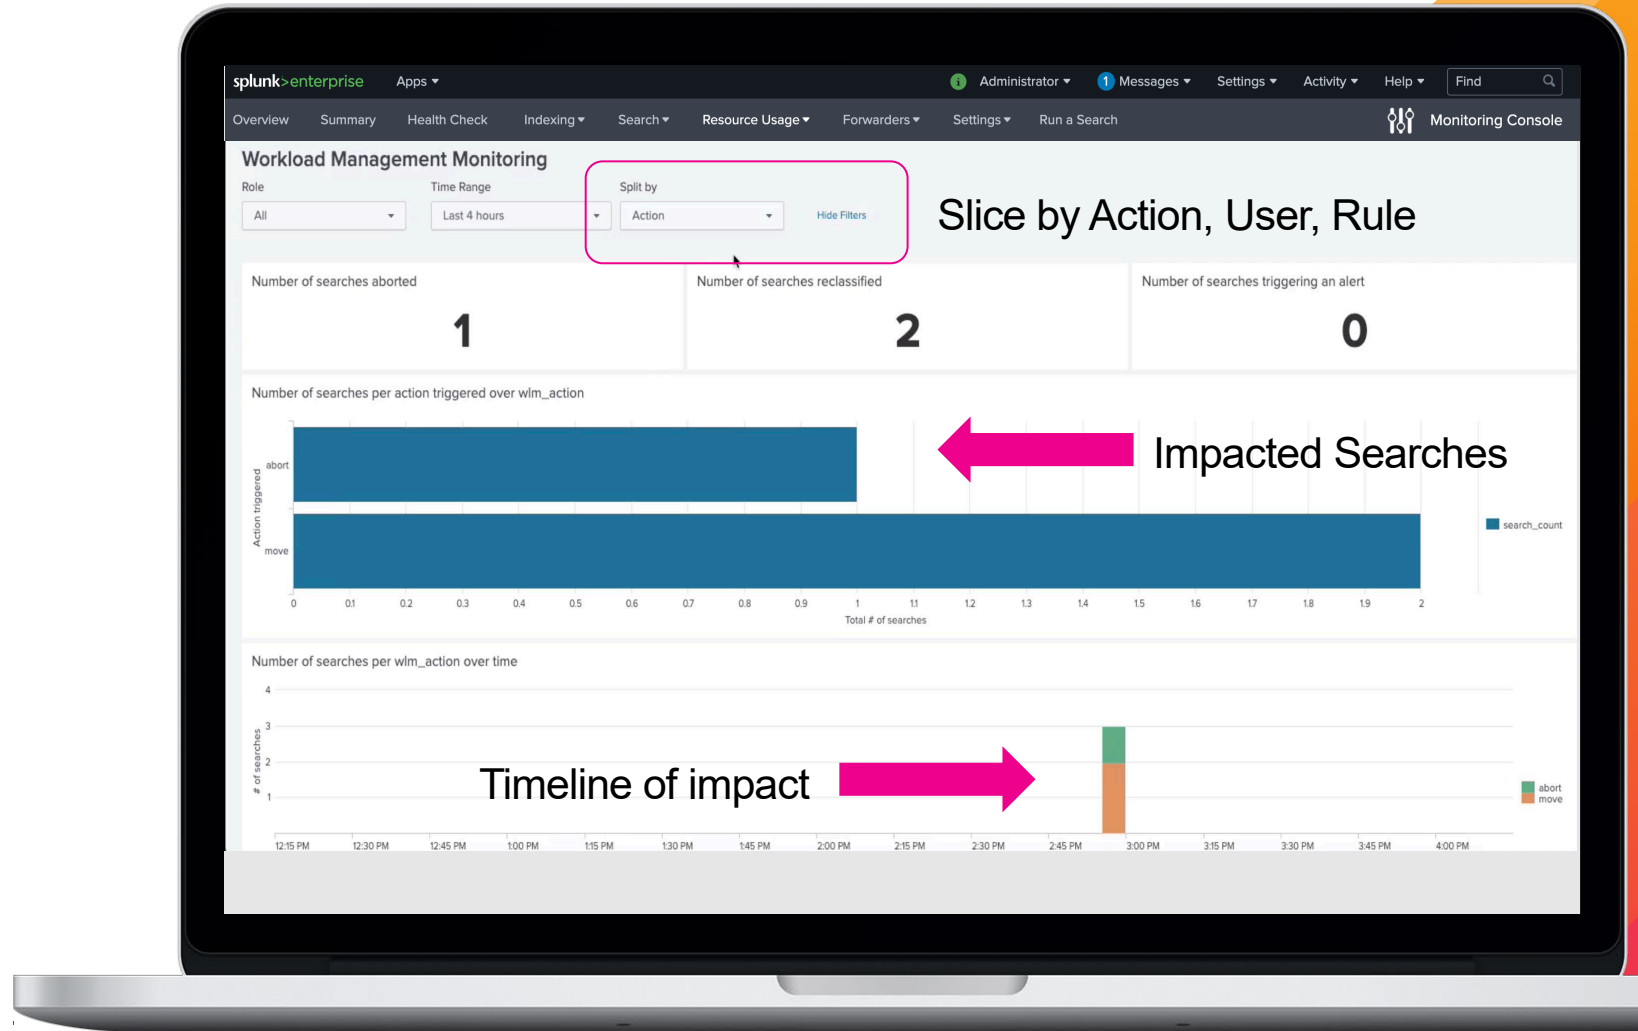 splunk>enterprise Apps i Administrator 1 Messages Settings Activity Help Find
Overview Summary Health Check Indexing Search Resource Usage Forwarders Settings Run a Search Monitoring Console
Workload Management Monitoring
Role Time Range Split by
All Last 4 hours Action Hide Filters
Slice by Action, User, Rule
Number of searches aborted Number of searches reclassified Number of searches triggering an alert
1 2 0
Number of searches per action triggered over wlm_action
Impacted Searches
Action triggered
abort
move
search_count
0 0.1 0.2 0.3 0.4 0.5 0.6 0.7 0.8 0.9 1 1.1 1.2 1.3 1.4 1.5 1.6 1.7 1.8 1.9 2
Total # of searches
Number of searches per wlm_action over time
# of searches
4
3
2
1
Timeline of impact
abort
move
12:15 PM 12:30 PM 12:45 PM 1:00 PM 1:15 PM 1:30 PM 1:45 PM 2:00 PM 2:15 PM 2:30 PM 2:45 PM 3:00 PM 3:15 PM 3:30 PM 3:45 PM 4:00 PM